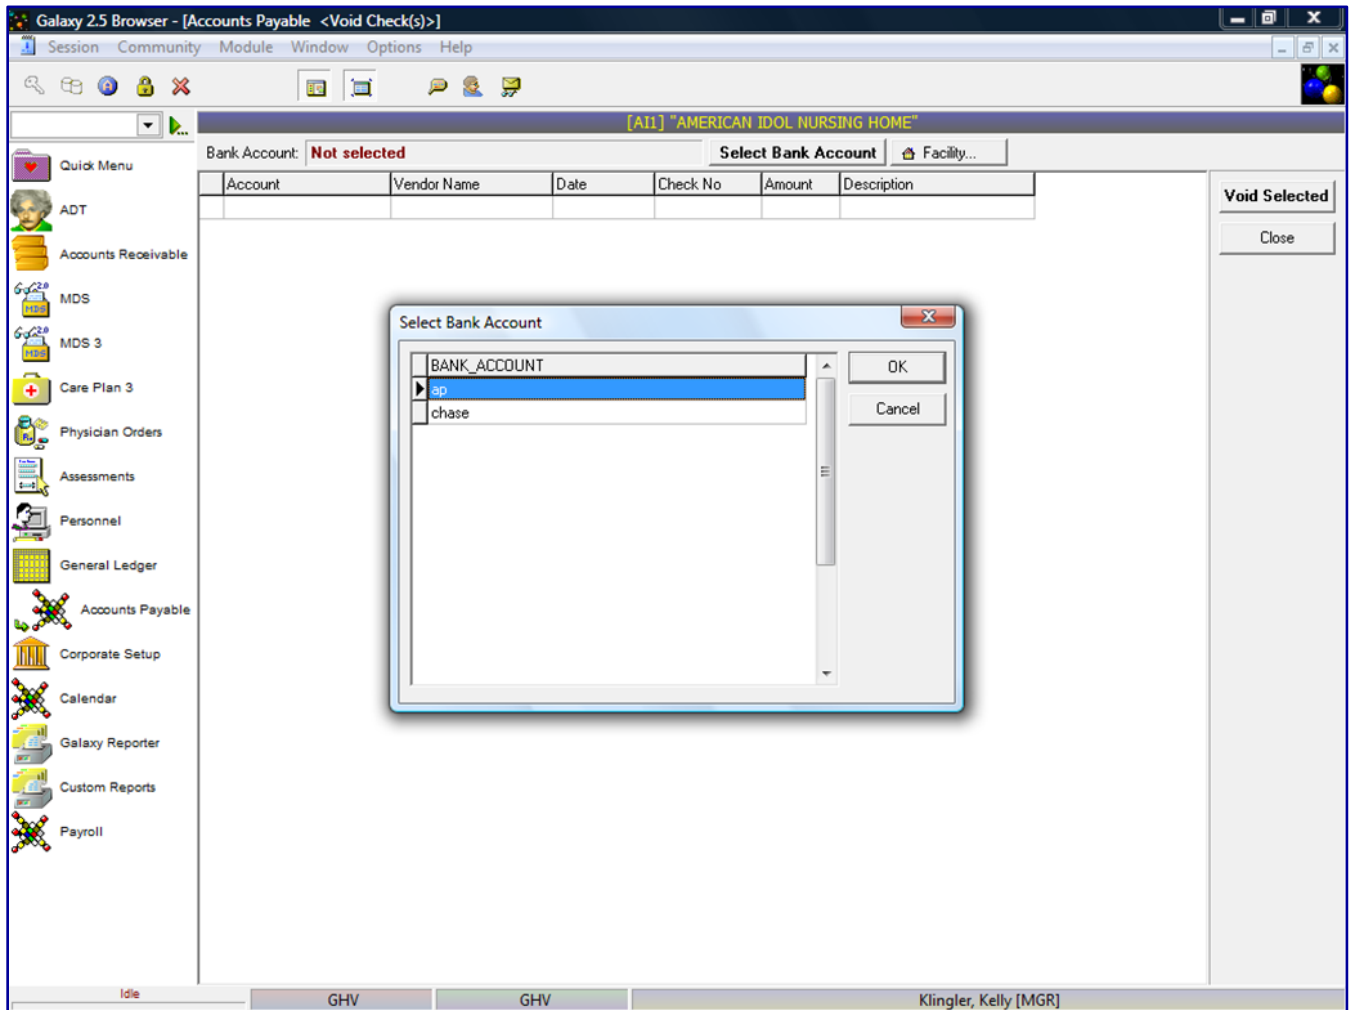 Galaxy 2.5 Browser - [Accounts Payable <Void Check(s)>]
Session Community Module Window Options Help
[AI1] "AMERICAN IDOL NURSING HOME"
Bank Account: Not selected Select Bank Account Facility...
Account Vendor Name Date Check No Amount Description
Void Selected
Close
Quick Menu
ADT
Accounts Receivable
MDS
MDS 3
Care Plan 3
Physician Orders
Assessments
Personnel
General Ledger
Accounts Payable
Corporate Setup
Calendar
Galaxy Reporter
Custom Reports
Payroll
Select Bank Account
BANK_ACCOUNT
ap
chase
OK
Cancel
Idle GHV GHV Klingler, Kelly [MGR]